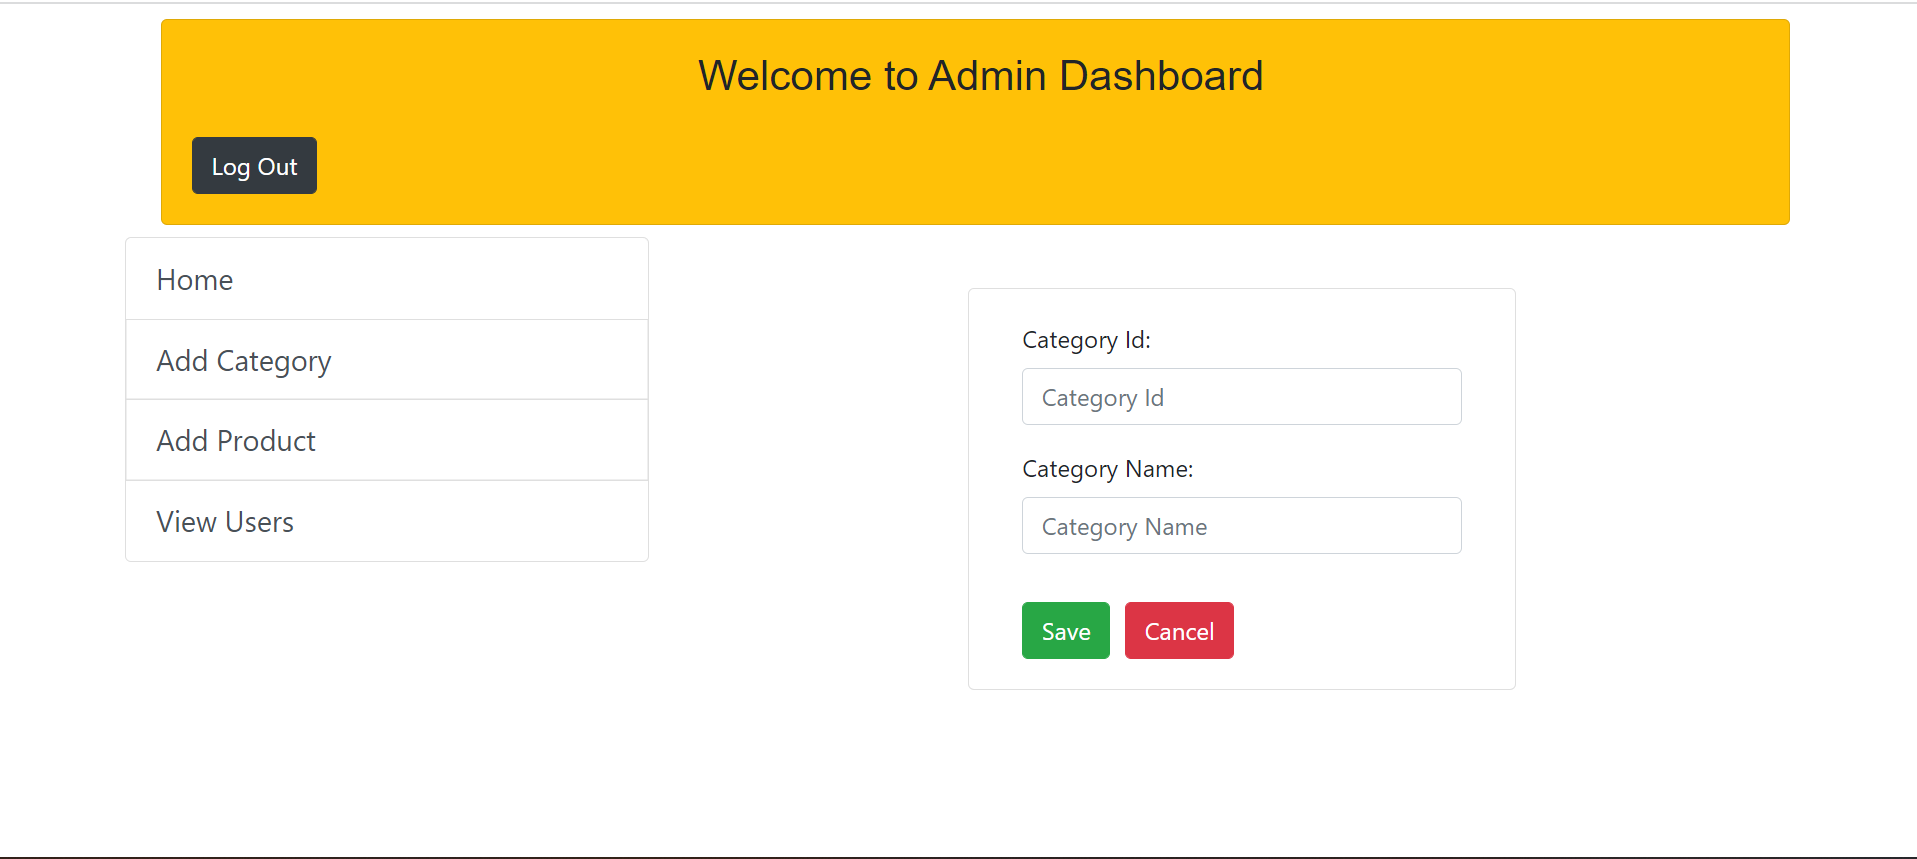 Welcome to Admin Dashboard
Log Out
Home
Add Category
Add Product
View Users
Category Id:
Category Id
Category Name:
Category Name
Save Cancel